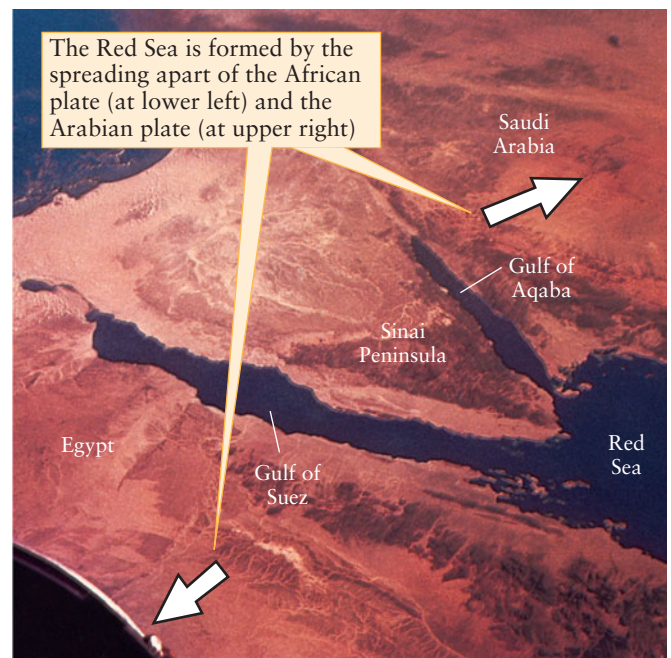 The Red Sea is formed by the
spreading apart of the African
plate (at lower left) and the
Arabian plate (at upper right)
Saudi
Arabia
Gulf of
Aqaba
Sinai
Peninsula
Egypt
Gulf of
Suez
Red
Sea